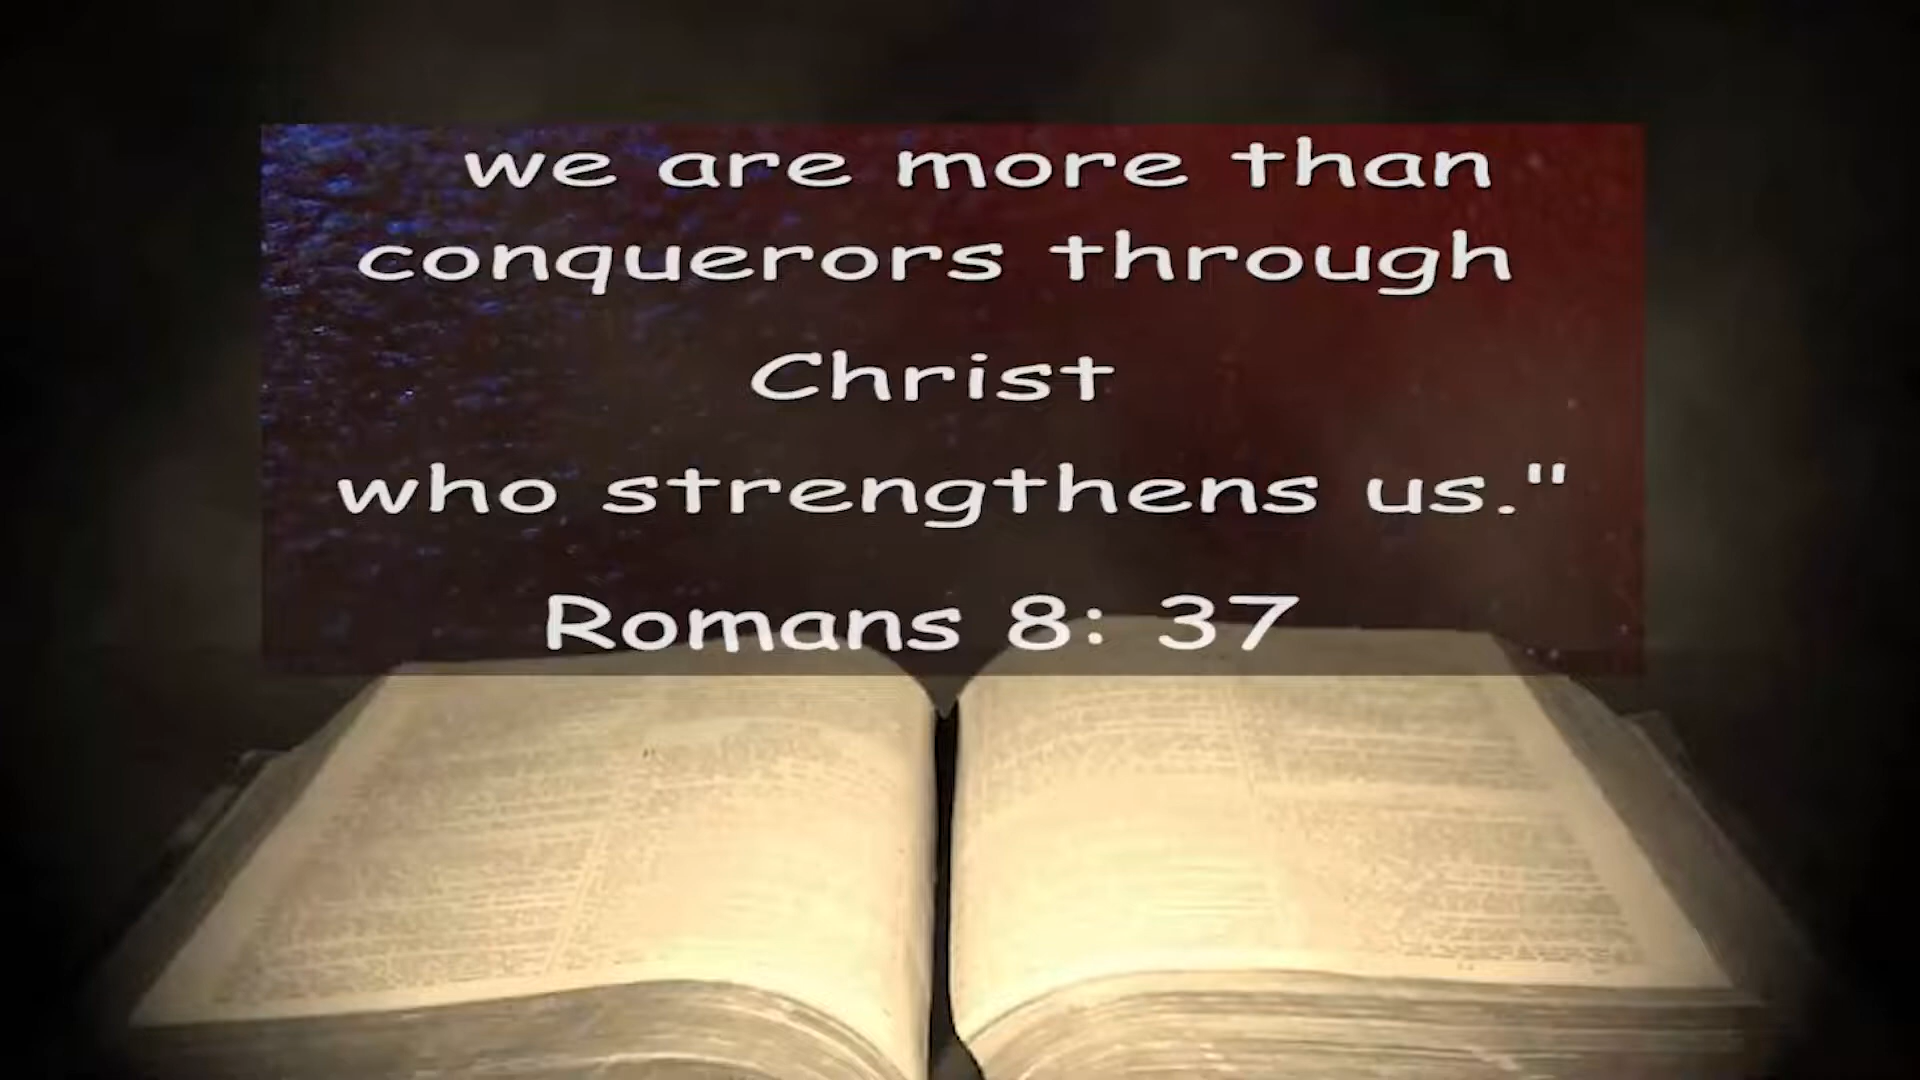 we are more than
conquerors through
Christ
who strengthens us."
Romans 8: 37